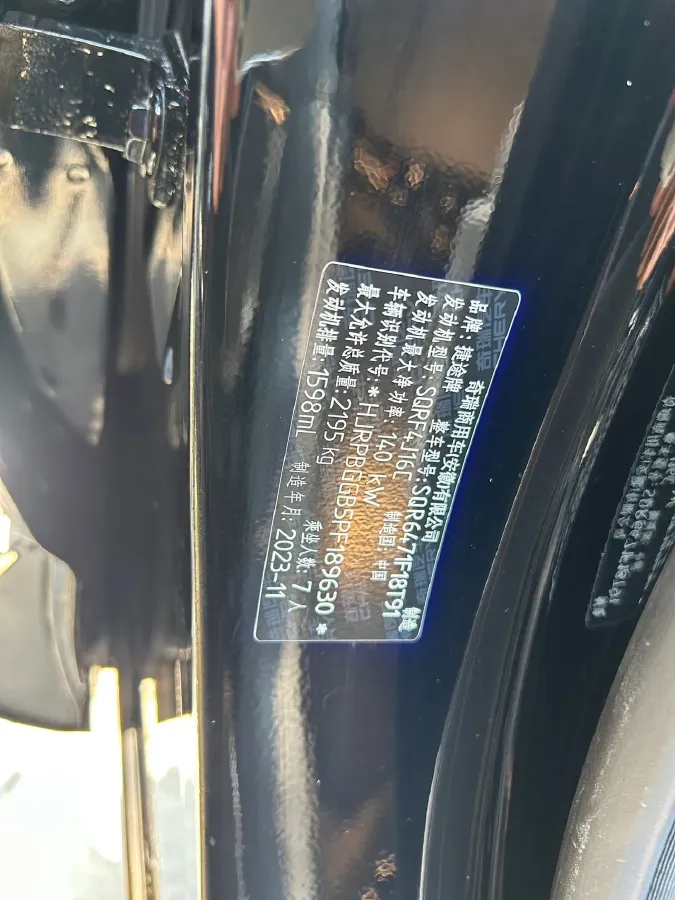 奇瑞商用车(安徽)有限公司 制造
品牌:捷途牌 整车型号:SQR6471F18T91
发动机型号:SQRF4J16C 制造国:中国
发动机最大净功率:140 kW
车辆识别代号:*HJRPBGGB5PF189630*
最大允许总质量:2195 kg 乘坐人数:7人
发动机排量:1598mL 制造年月:2023-11